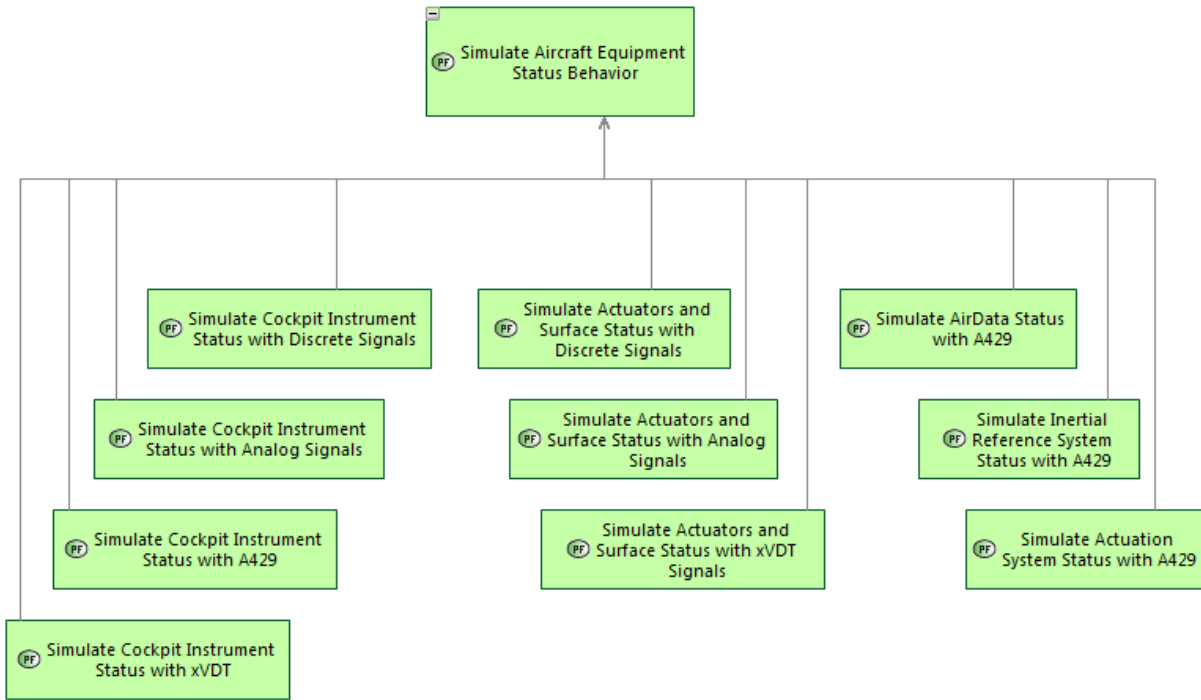 PF
Simulate Aircraft Equipment
Status Behavior
PF
Simulate Cockpit Instrument
Status with Discrete Signals
PF
Simulate Actuators and
Surface Status with
Discrete Signals
PF
Simulate AirData Status
with A429
PF
Simulate Cockpit Instrument
Status with Analog Signals
PF
Simulate Actuators and
Surface Status with Analog
Signals
PF
Simulate Inertial
Reference System
Status with A429
PF
Simulate Cockpit Instrument
Status with A429
PF
Simulate Actuators and
Surface Status with xVDT
Signals
PF
Simulate Actuation
System Status with A429
PF
Simulate Cockpit Instrument
Status with xVDT